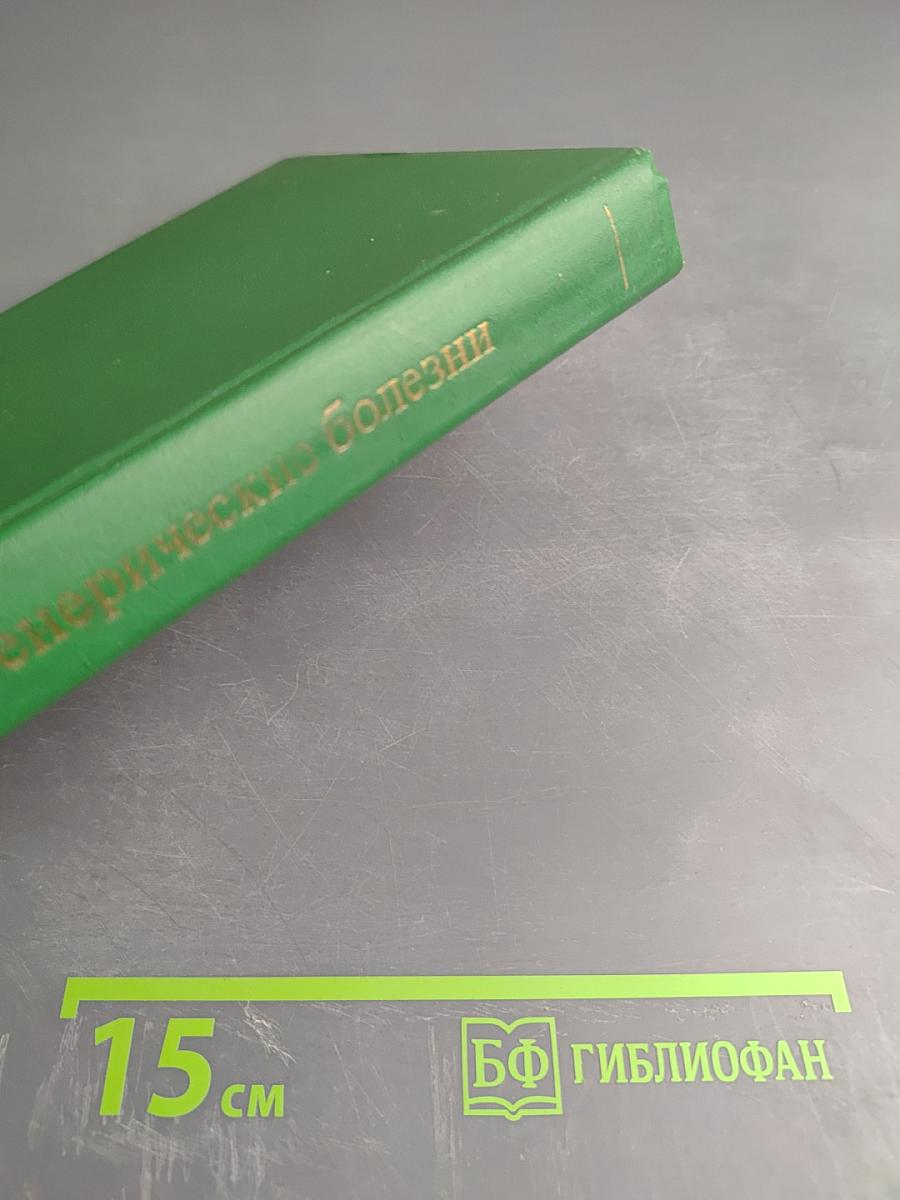 енерические болезни
15 см
БФ ГИБЛИОФАН